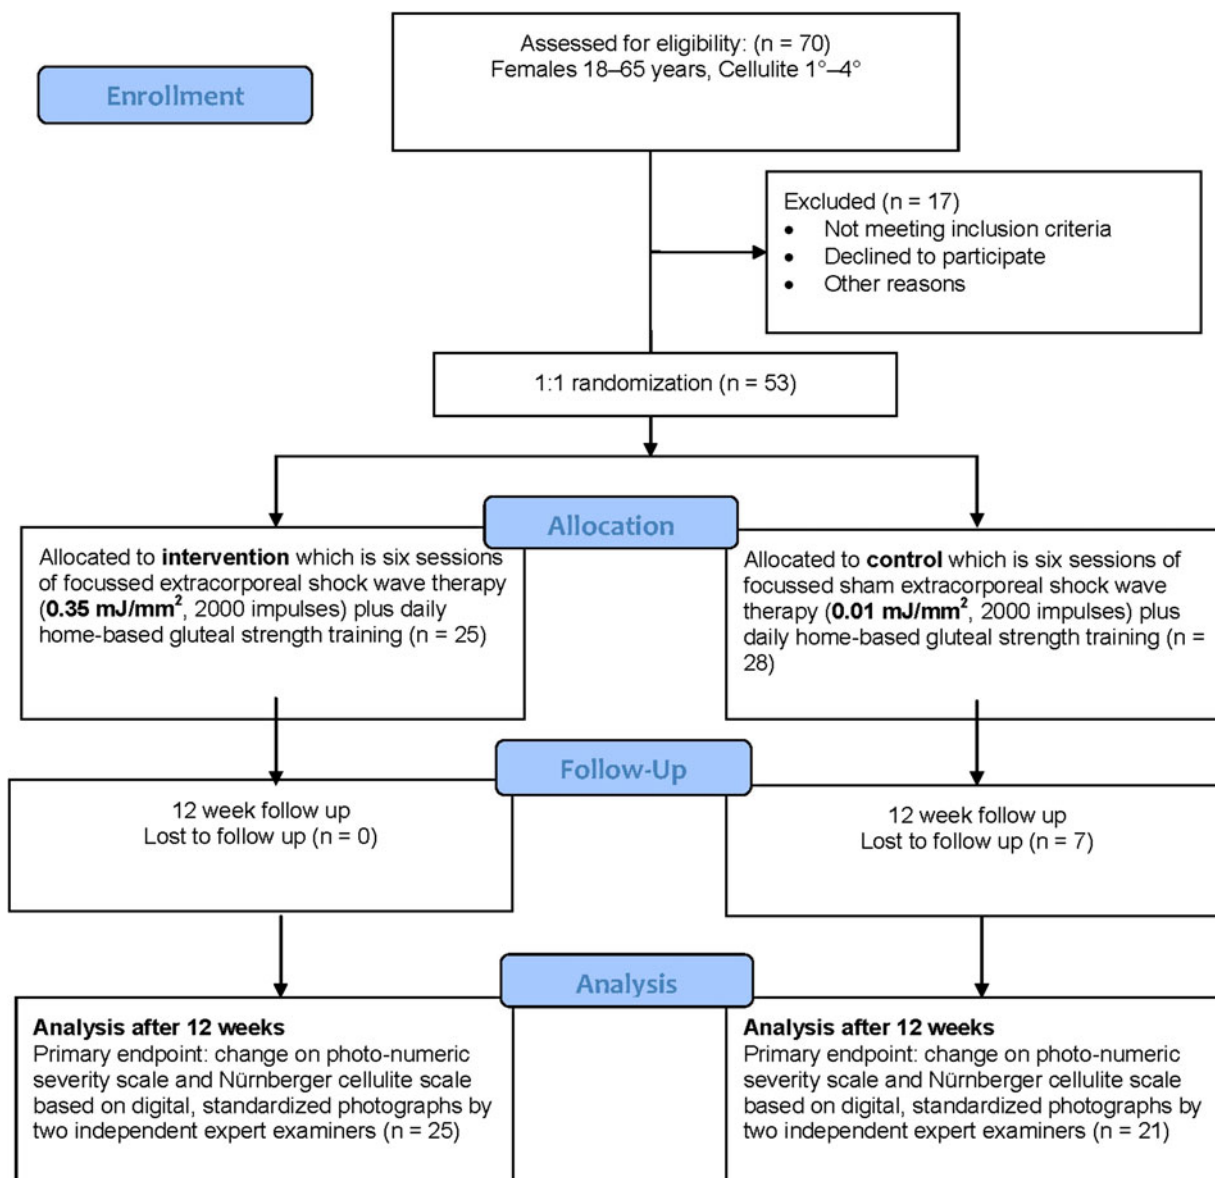 Assessed for eligibility: (n = 70)
Females 18–65 years, Cellulite 1°–4°
Enrollment
Excluded (n = 17)
• Not meeting inclusion criteria
• Declined to participate
• Other reasons
1:1 randomization (n = 53)
Allocation
Allocated to intervention which is six sessions
of focussed extracorporeal shock wave therapy
(0.35 mJ/mm², 2000 impulses) plus daily
home-based gluteal strength training (n = 25)
Allocated to control which is six sessions of
focussed sham extracorporeal shock wave
therapy (0.01 mJ/mm², 2000 impulses) plus
daily home-based gluteal strength training (n =
28)
Follow-Up
12 week follow up
Lost to follow up (n = 0)
12 week follow up
Lost to follow up (n = 7)
Analysis
Analysis after 12 weeks
Primary endpoint: change on photo-numeric
severity scale and Nürnberger cellulite scale
based on digital, standardized photographs by
two independent expert examiners (n = 25)
Analysis after 12 weeks
Primary endpoint: change on photo-numeric
severity scale and Nürnberger cellulite scale
based on digital, standardized photographs by
two independent expert examiners (n = 21)